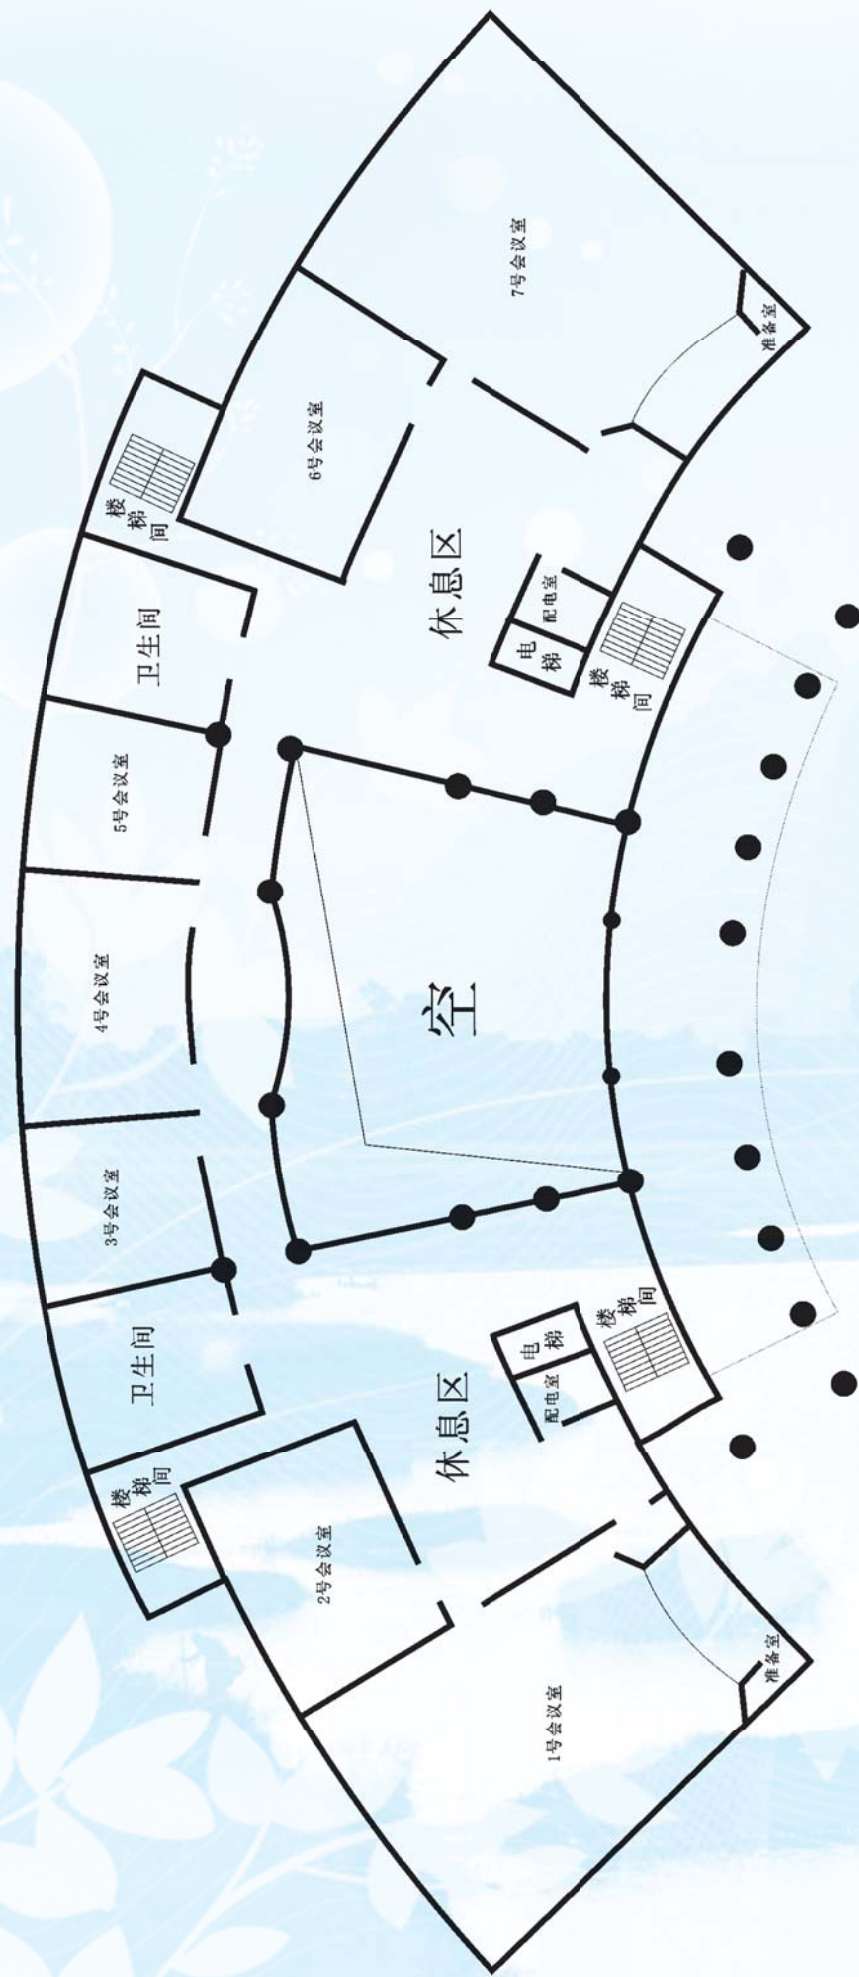 1号会议室
准备室
2号会议室
楼梯间
卫生间
休息区
配电室
电梯
楼梯间
3号会议室
4号会议室
空
5号会议室
卫生间
楼梯间
休息区
电梯
配电室
楼梯间
6号会议室
7号会议室
准备室